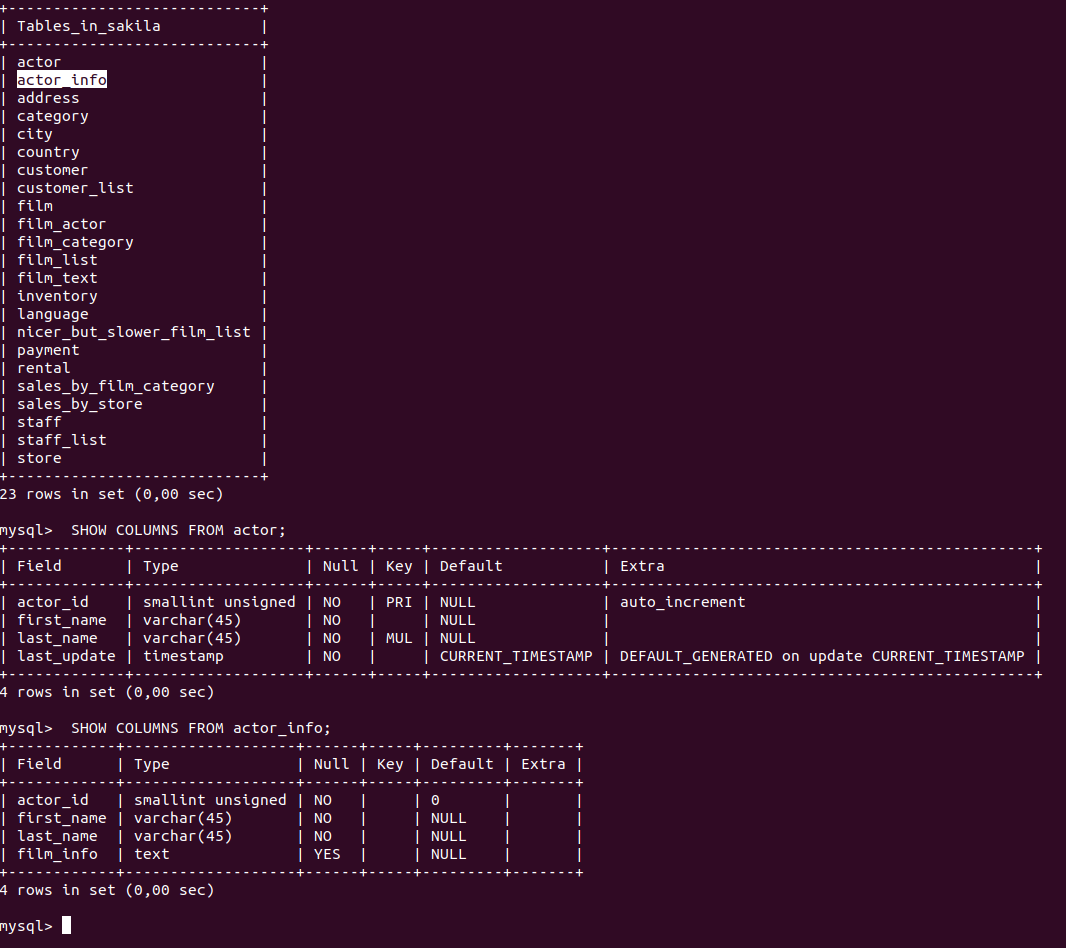 +----------------------------+
| Tables_in_sakila           |
+----------------------------+
| actor                      |
| actor_info                 |
| address                    |
| category                   |
| city                       |
| country                    |
| customer                   |
| customer_list              |
| film                       |
| film_actor                 |
| film_category              |
| film_list                  |
| film_text                  |
| inventory                  |
| language                   |
| nicer_but_slower_film_list |
| payment                    |
| rental                     |
| sales_by_film_category     |
| sales_by_store             |
| staff                      |
| staff_list                 |
| store                      |
+----------------------------+
23 rows in set (0,00 sec)

mysql>  SHOW COLUMNS FROM actor;
+-------------+-------------------+------+-----+-------------------+-----------------------------------------------+
| Field       | Type              | Null | Key | Default           | Extra                                         |
+-------------+-------------------+------+-----+-------------------+-----------------------------------------------+
| actor_id    | smallint unsigned | NO   | PRI | NULL              | auto_increment                                |
| first_name  | varchar(45)       | NO   |     | NULL              |                                               |
| last_name   | varchar(45)       | NO   | MUL | NULL              |                                               |
| last_update | timestamp         | NO   |     | CURRENT_TIMESTAMP | DEFAULT_GENERATED on update CURRENT_TIMESTAMP |
+-------------+-------------------+------+-----+-------------------+-----------------------------------------------+
4 rows in set (0,00 sec)

mysql>  SHOW COLUMNS FROM actor_info;
+------------+-------------------+------+-----+---------+-------+
| Field      | Type              | Null | Key | Default | Extra |
+------------+-------------------+------+-----+---------+-------+
| actor_id   | smallint unsigned | NO   |     | 0       |       |
| first_name | varchar(45)       | NO   |     | NULL    |       |
| last_name  | varchar(45)       | NO   |     | NULL    |       |
| film_info  | text              | YES  |     | NULL    |       |
+------------+-------------------+------+-----+---------+-------+
4 rows in set (0,00 sec)

mysql>